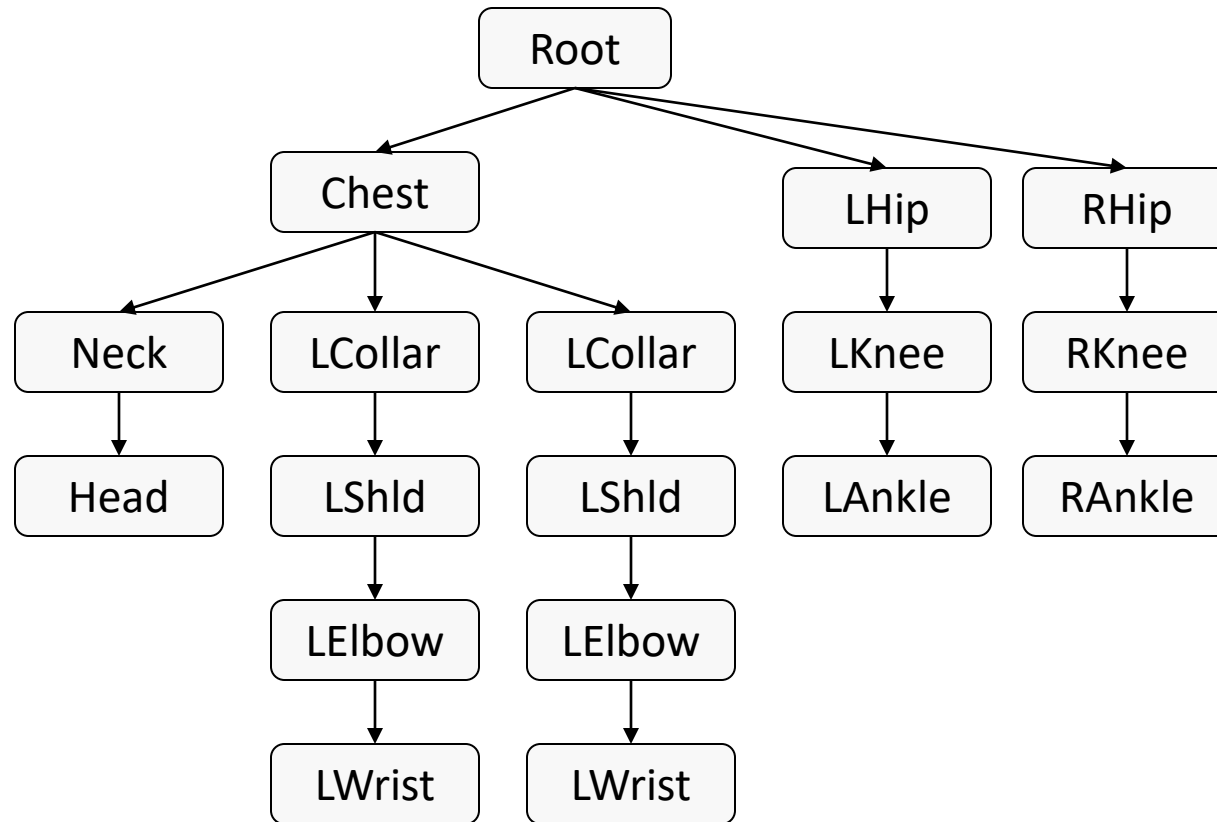 Root
Chest
LHip
RHip
Neck
LCollar
LCollar
LKnee
RKnee
Head
LShld
LShld
LAnkle
RAnkle
LElbow
LElbow
LWrist
LWrist